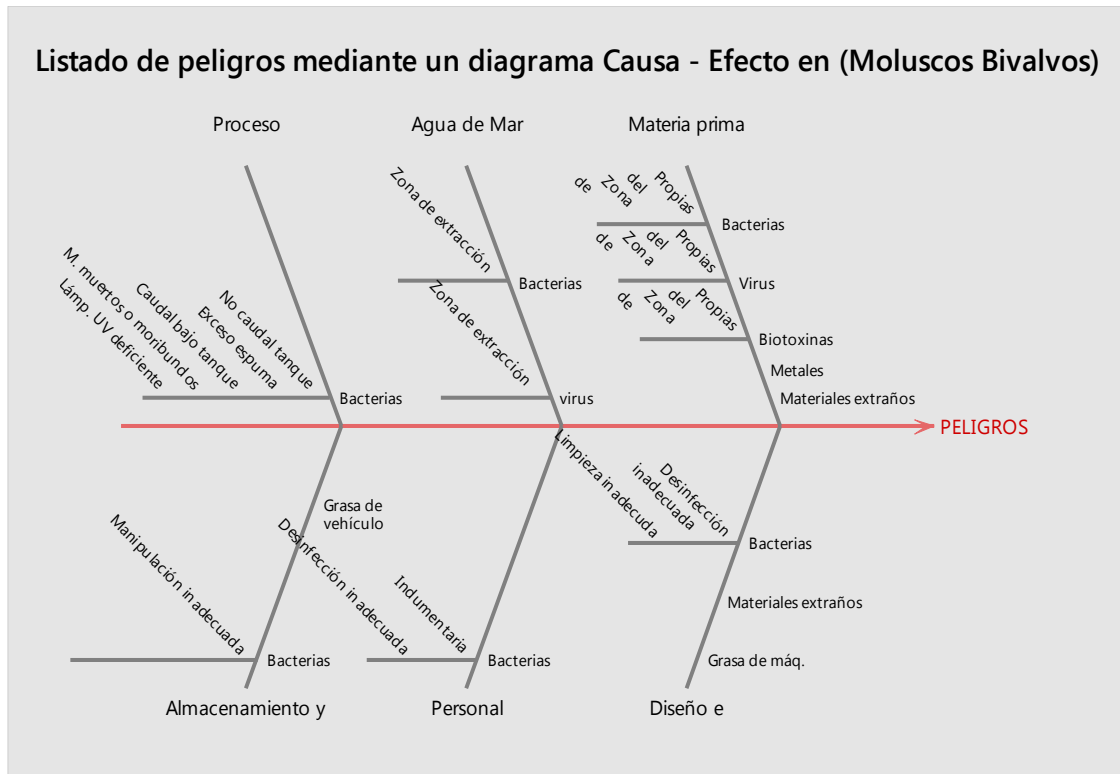 Listado de peligros mediante un diagrama Causa - Efecto en (Moluscos Bivalvos)
Proceso
Agua de Mar
Materia prima
Lámp. UV deficiente
M. muertos o moribundos
Caudal bajo tanque
Exceso espuma
No caudal tanque
Bacterias
Zona de extracción
Bacterias
Zona de extracción
virus
de
Zona
del
Propias
Bacterias
de
Zona
del
Propias
Virus
de
Zona
del
Propias
Biotoxinas
Metales
Materiales extraños
PELIGROS
Grasa de
vehículo
Manipulación inadecuada
Bacterias
Desinfección inadecuada
Indumentaria
Bacterias
Limpieza inadecuda
inadecuada
Desinfección
Bacterias
Materiales extraños
Grasa de máq.
Almacenamiento y
Personal
Diseño e